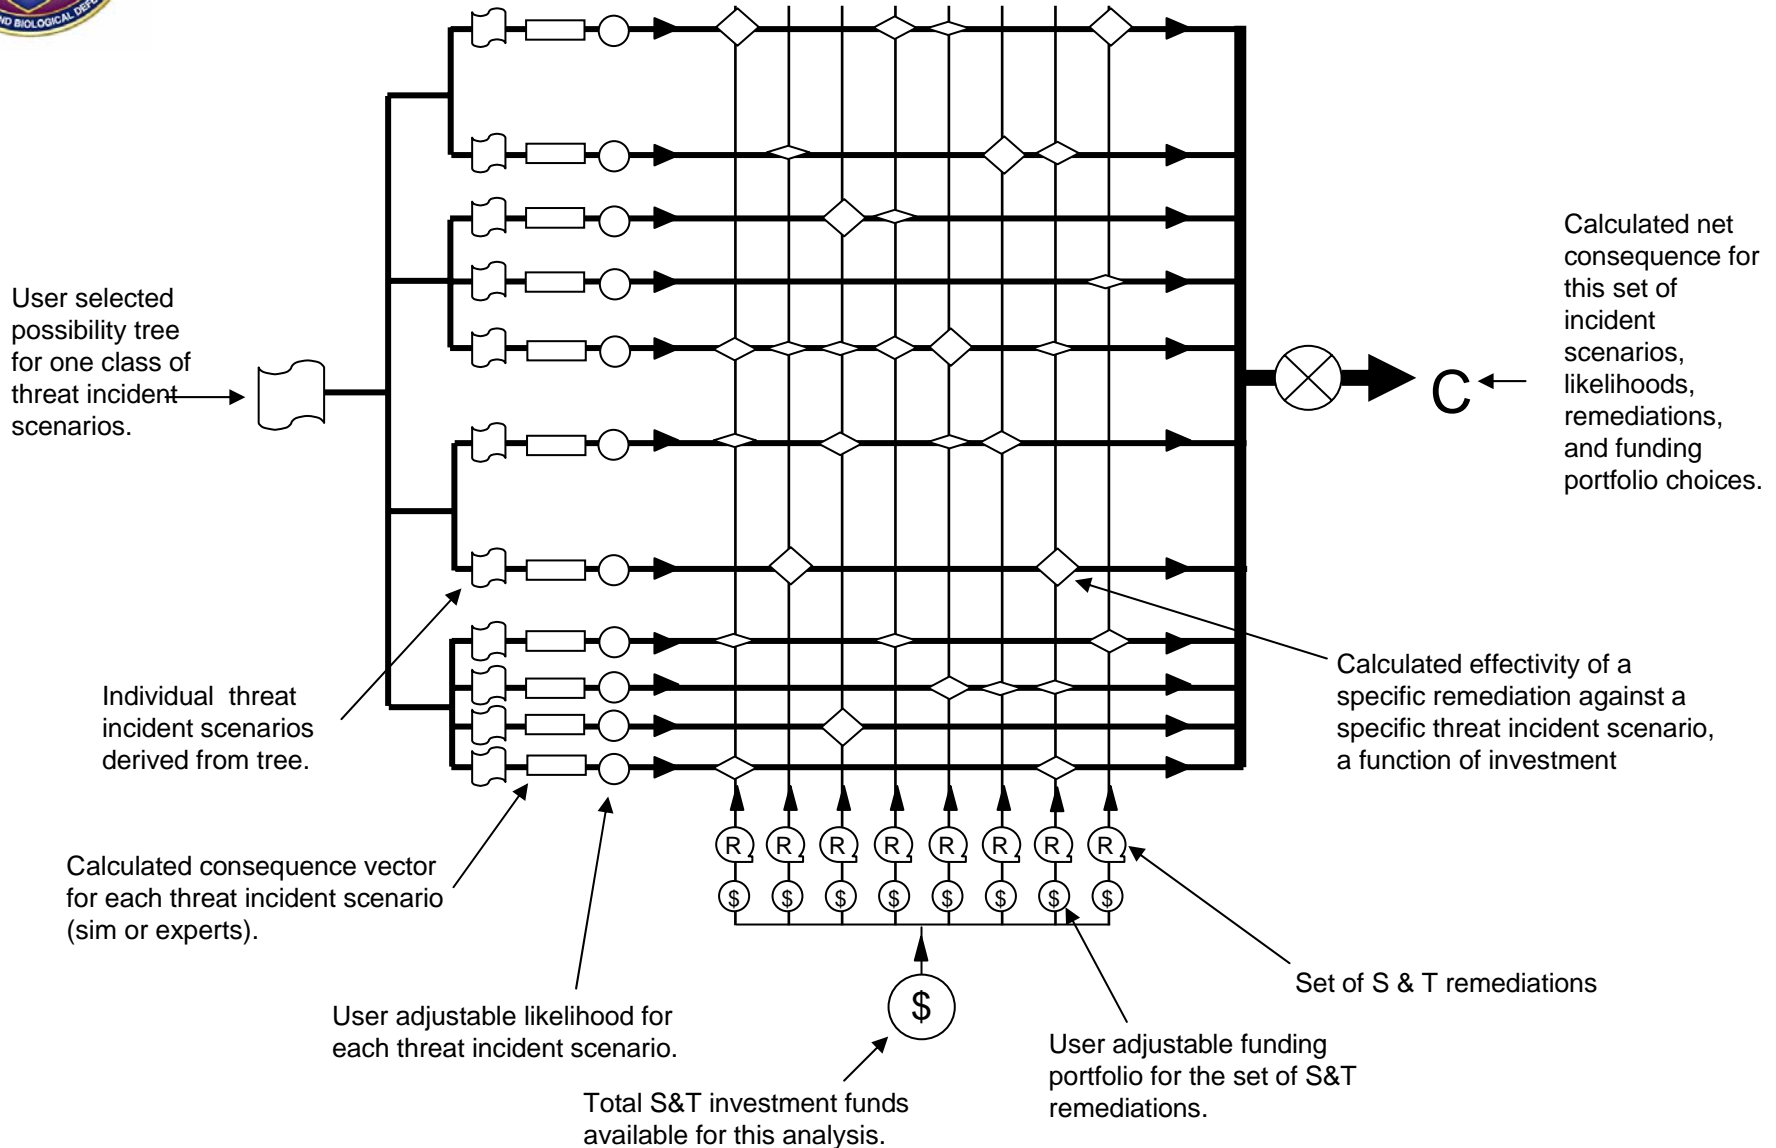 AND BIOLOGICAL DEFE
User selected
possibility tree
for one class of
threat incident
scenarios.
Calculated net
consequence for
this set of
incident
scenarios,
likelihoods,
remediations,
and funding
portfolio choices.
C
Individual threat
incident scenarios
derived from tree.
Calculated effectivity of a
specific remediation against a
specific threat incident scenario,
a function of investment
R R R R R R R R
$ $ $ $ $ $ $ $
Calculated consequence vector
for each threat incident scenario
(sim or experts).
Set of S & T remediations
$
User adjustable likelihood for
each threat incident scenario.
User adjustable funding
portfolio for the set of S&T
remediations.
Total S&T investment funds
available for this analysis.